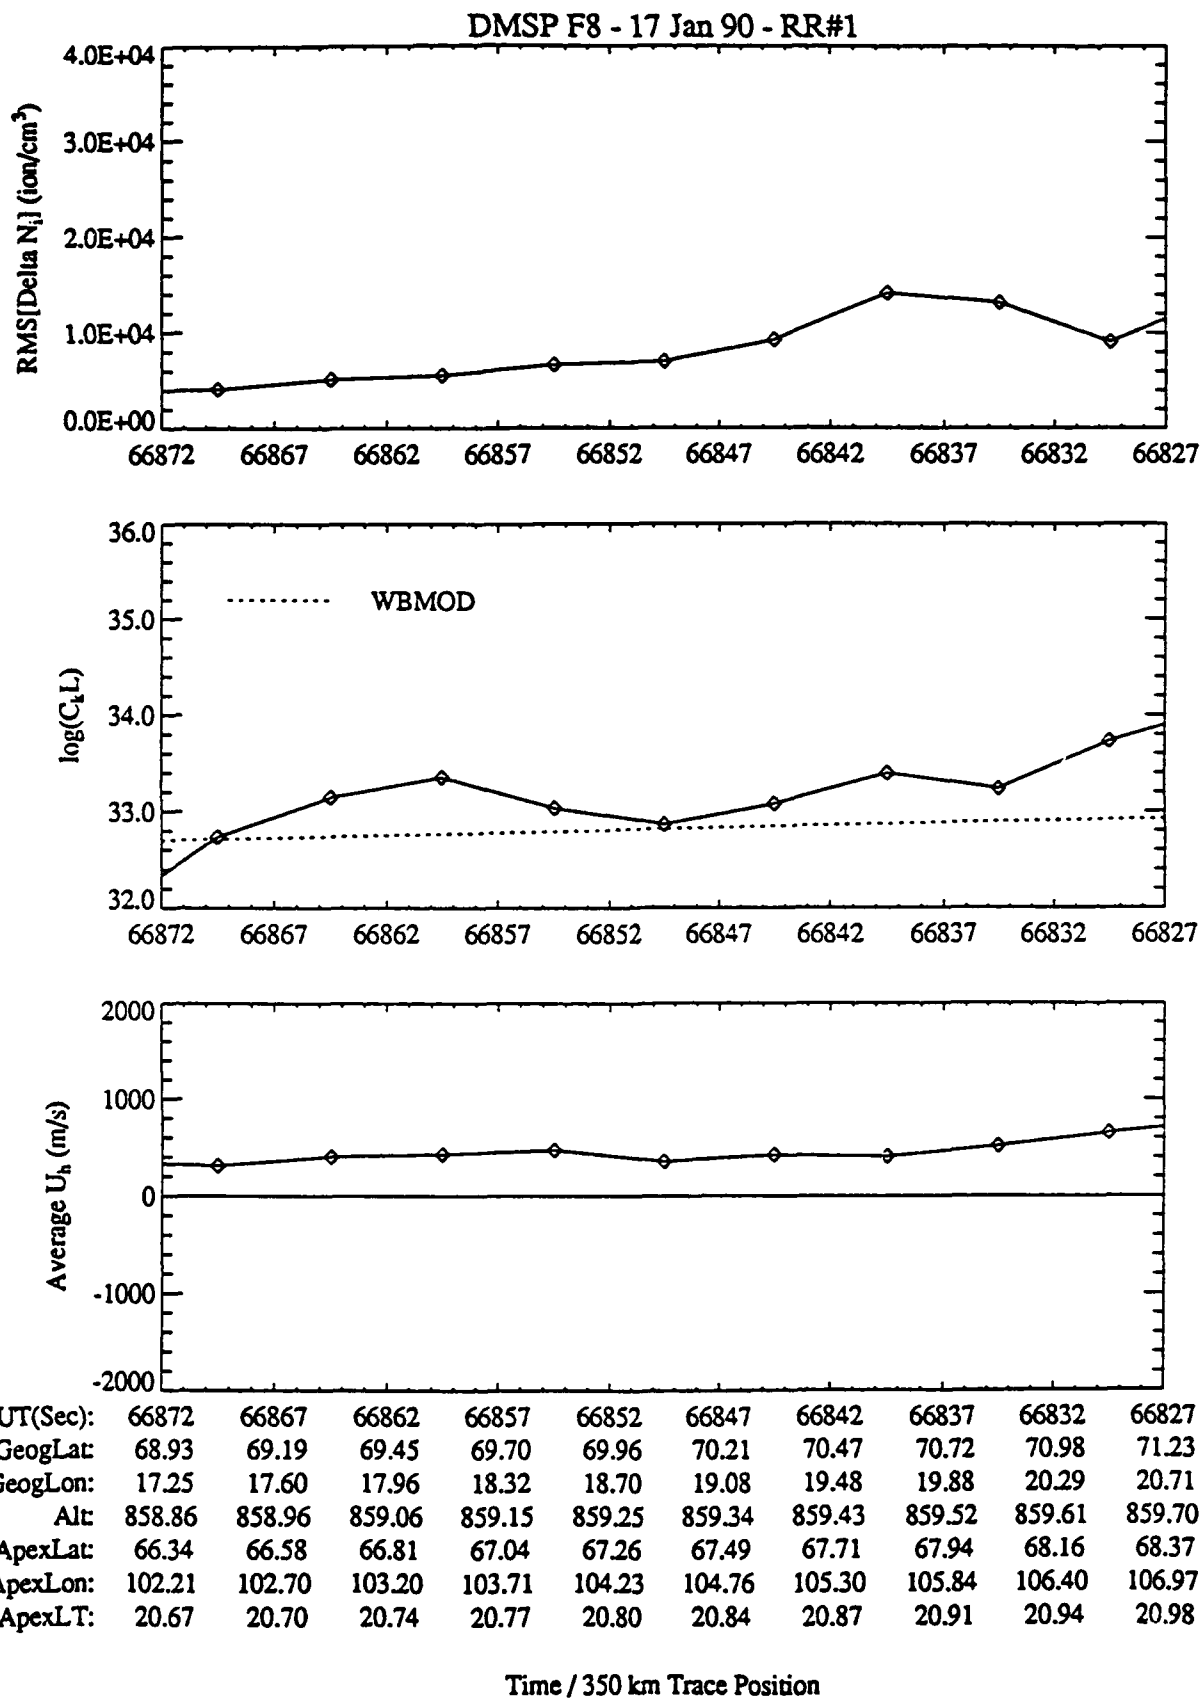 DMSP F8 - 17 Jan 90 - RR#1
RMS[Delta Ni] (ion/cm³)
4.0E+04
3.0E+04
2.0E+04
1.0E+04
0.0E+00
66872 66867 66862 66857 66852 66847 66842 66837 66832 66827
log(CkL)
36.0
35.0
34.0
33.0
32.0
WBMOD
66872 66867 66862 66857 66852 66847 66842 66837 66832 66827
Average Uh (m/s)
2000
1000
0
-1000
-2000
UT(Sec): 66872 66867 66862 66857 66852 66847 66842 66837 66832 66827
GeogLat: 68.93 69.19 69.45 69.70 69.96 70.21 70.47 70.72 70.98 71.23
GeogLon: 17.25 17.60 17.96 18.32 18.70 19.08 19.48 19.88 20.29 20.71
Alt: 858.86 858.96 859.06 859.15 859.25 859.34 859.43 859.52 859.61 859.70
ApexLat: 66.34 66.58 66.81 67.04 67.26 67.49 67.71 67.94 68.16 68.37
ApexLon: 102.21 102.70 103.20 103.71 104.23 104.76 105.30 105.84 106.40 106.97
ApexLT: 20.67 20.70 20.74 20.77 20.80 20.84 20.87 20.91 20.94 20.98
Time / 350 km Trace Position